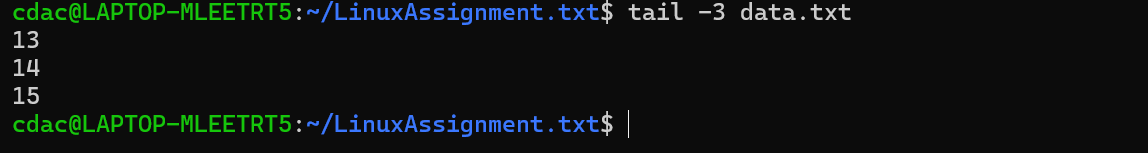 cdac@LAPTOP-MLEETRT5:~/LinuxAssignment.txt$ tail -3 data.txt
13
14
15
cdac@LAPTOP-MLEETRT5:~/LinuxAssignment.txt$